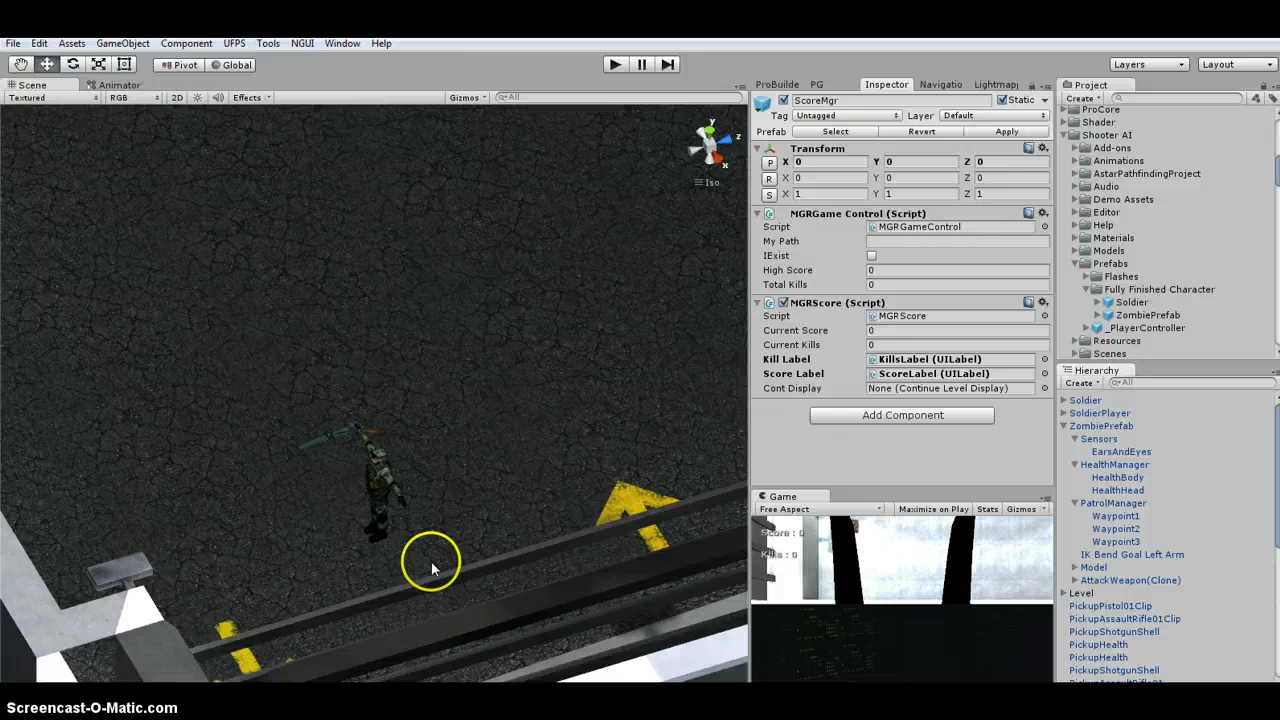 File Edit Assets GameObject Component UFPS Tools NGUI Window Help
Pivot Global Layers Layout
Scene Animator
Textured RGB 2D Effects Gizmos All
y
z
x
Iso
ProBuilde PG Inspector Navigatio Lightmap
ScoreMgr Static
Tag Untagged Layer Default
Prefab Select Revert Apply
Transform
P X 0 Y 0 Z 0
R X 0 Y 0 Z 0
S X 1 Y 1 Z 1
MGRGame Control (Script)
Script MGRGameControl
My Path
IExist
High Score 0
Total Kills 0
MGRScore (Script)
Script MGRScore
Current Score 0
Current Kills 0
Kill Label KillsLabel (UILabel)
Score Label ScoreLabel (UILabel)
Cont Display None (Continue Level Display)
Add Component
Game
Free Aspect Maximize on Play Stats Gizmos
Score : 0
Kills : 0
Project
Create
ProCore
Shader
Shooter AI
Add-ons
Animations
AstarPathfindingProject
Audio
Demo Assets
Editor
Help
Materials
Models
Prefabs
Flashes
Fully Finished Character
Soldier
ZombiePrefab
_PlayerController
Resources
Scenes
Hierarchy
Create All
Soldier
SoldierPlayer
ZombiePrefab
Sensors
EarsAndEyes
HealthManager
HealthBody
HealthHead
PatrolManager
Waypoint1
Waypoint2
Waypoint3
IK Bend Goal Left Arm
Model
AttackWeapon(Clone)
Level
PickupPistol01Clip
PickupAssaultRifle01Clip
PickupShotgunShell
PickupHealth
PickupHealth
PickupShotgunShell
Screencast-O-Matic.com